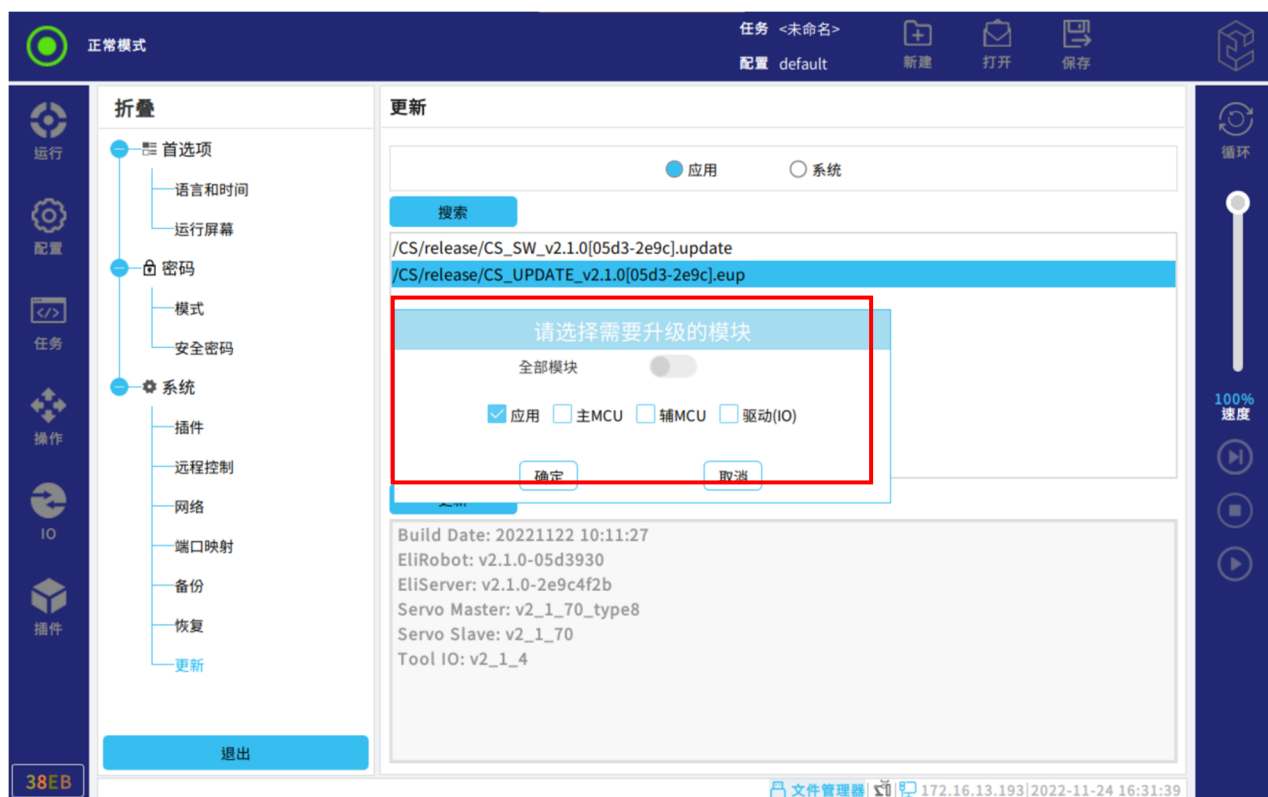 正常模式
任务 <未命名>
配置 default
新建
打开
保存
运行
配置
任务
操作
IO
插件
38EB
折叠
首选项
语言和时间
运行屏幕
密码
模式
安全密码
系统
插件
远程控制
网络
端口映射
备份
恢复
更新
退出
更新
应用 系统
搜索
/CS/release/CS_SW_v2.1.0[05d3-2e9c].update
/CS/release/CS_UPDATE_v2.1.0[05d3-2e9c].eup
请选择需要升级的模块
全部模块
应用 主MCU 辅MCU 驱动(IO)
确定 取消
更新
Build Date: 20221122 10:11:27
EliRobot: v2.1.0-05d3930
EliServer: v2.1.0-2e9c4f2b
Servo Master: v2_1_70_type8
Servo Slave: v2_1_70
Tool IO: v2_1_4
循环
100%
速度
文件管理器 172.16.13.193|2022-11-24 16:31:39